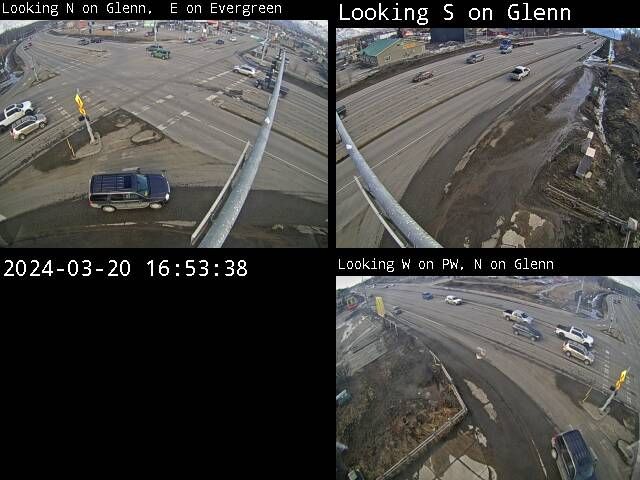 Looking N on Glenn, E on Evergreen
Looking S on Glenn
2024-03-20 16:53:38
Looking W on PW, N on Glenn